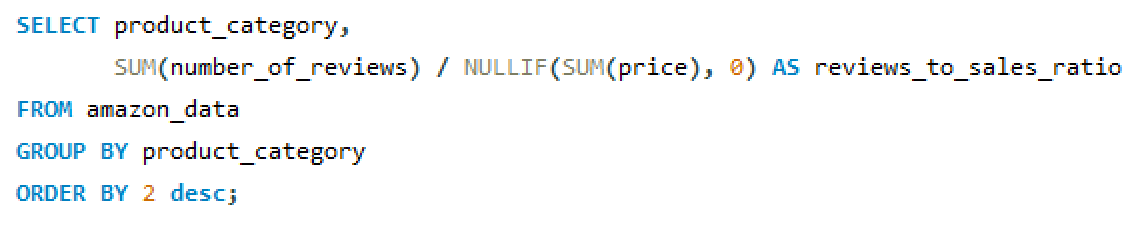 SELECT product_category,
SUM(number_of_reviews) / NULLIF(SUM(price), 0) AS reviews_to_sales_ratio
FROM amazon_data
GROUP BY product_category
ORDER BY 2 desc;